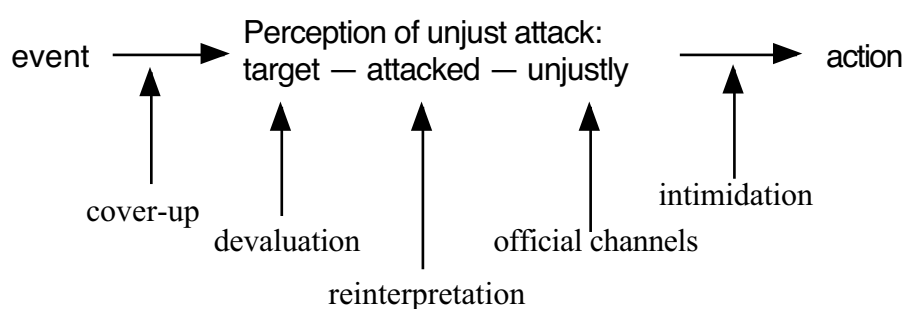 Perception of unjust attack:
event target — attacked — unjustly action
cover-up
intimidation
devaluation
official channels
reinterpretation